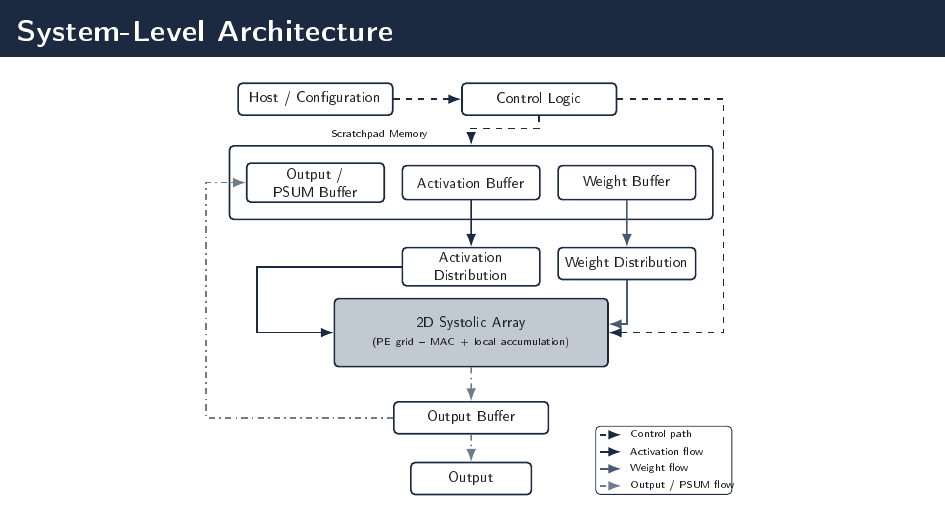 System-Level Architecture
Host / Configuration
Control Logic
Scratchpad Memory
Output /
PSUM Buffer
Activation Buffer
Weight Buffer
Activation
Distribution
Weight Distribution
2D Systolic Array
(PE grid – MAC + local accumulation)
Output Buffer
Output
Control path
Activation flow
Weight flow
Output / PSUM flow